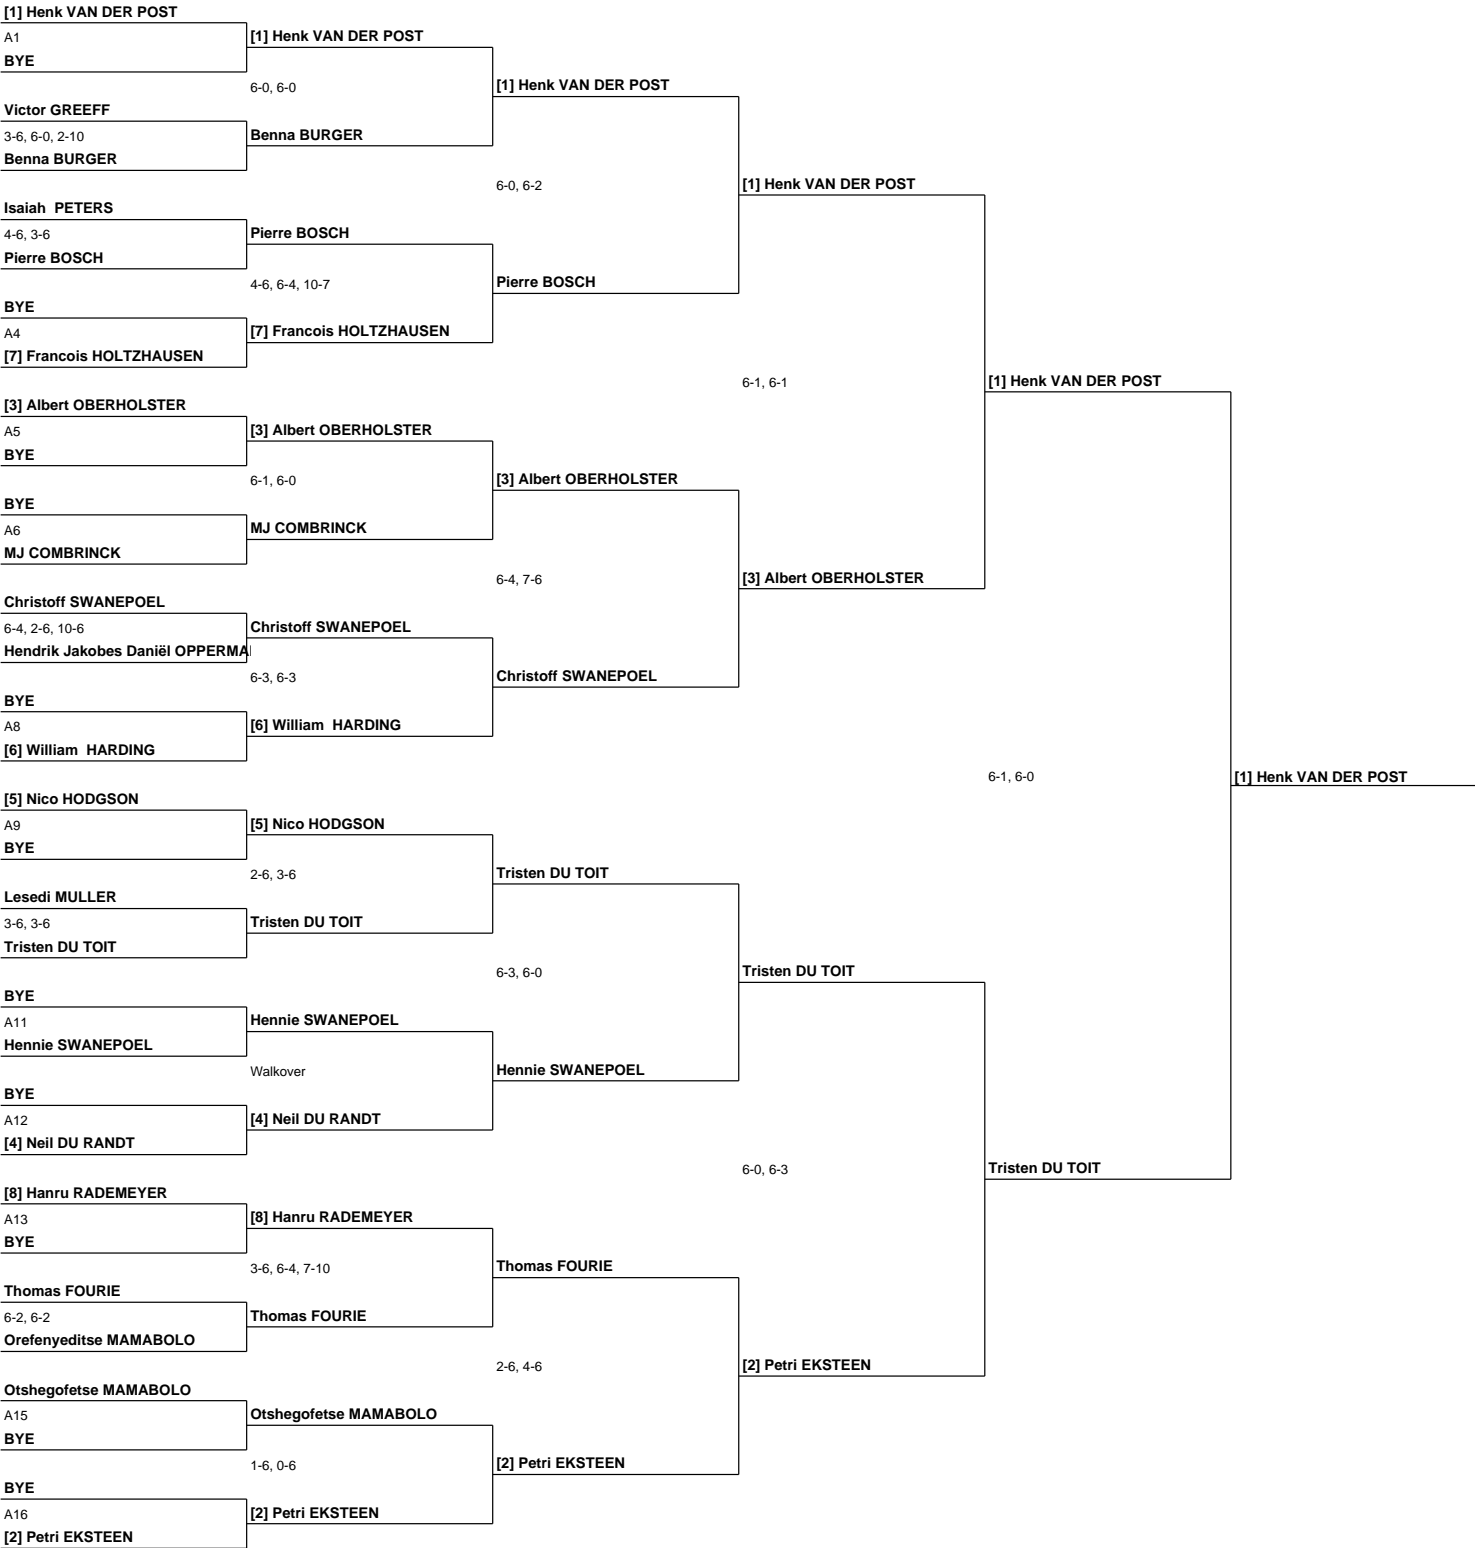 [1] Henk VAN DER POST
A1
BYE
Victor GREEFF
3-6, 6-0, 2-10
Benna BURGER
Isaiah PETERS
4-6, 3-6
Pierre BOSCH
BYE
A4
[7] Francois HOLTZHAUSEN
[3] Albert OBERHOLSTER
A5
BYE
BYE
A6
MJ COMBRINCK
Christoff SWANEPOEL
6-4, 2-6, 10-6
Hendrik Jakobes Daniël OPPERMA
BYE
A8
[6] William HARDING
[5] Nico HODGSON
A9
BYE
Lesedi MULLER
3-6, 3-6
Tristen DU TOIT
BYE
A11
Hennie SWANEPOEL
BYE
A12
[4] Neil DU RANDT
[8] Hanru RADEMEYER
A13
BYE
Thomas FOURIE
6-2, 6-2
Orefenyeditse MAMABOLO
Otshegofetse MAMABOLO
A15
BYE
BYE
A16
[2] Petri EKSTEEN
[1] Henk VAN DER POST
6-0, 6-0
Benna BURGER
Pierre BOSCH
4-6, 6-4, 10-7
[7] Francois HOLTZHAUSEN
[3] Albert OBERHOLSTER
6-1, 6-0
MJ COMBRINCK
Christoff SWANEPOEL
6-3, 6-3
[6] William HARDING
[5] Nico HODGSON
2-6, 3-6
Tristen DU TOIT
Hennie SWANEPOEL
Walkover
[4] Neil DU RANDT
[8] Hanru RADEMEYER
3-6, 6-4, 7-10
Thomas FOURIE
Otshegofetse MAMABOLO
1-6, 0-6
[2] Petri EKSTEEN
[1] Henk VAN DER POST
6-0, 6-2
Pierre BOSCH
[3] Albert OBERHOLSTER
6-4, 7-6
Christoff SWANEPOEL
Tristen DU TOIT
6-3, 6-0
Hennie SWANEPOEL
Thomas FOURIE
2-6, 4-6
[2] Petri EKSTEEN
[1] Henk VAN DER POST
6-1, 6-1
[3] Albert OBERHOLSTER
Tristen DU TOIT
6-0, 6-3
[2] Petri EKSTEEN
[1] Henk VAN DER POST
6-1, 6-0
Tristen DU TOIT
[1] Henk VAN DER POST